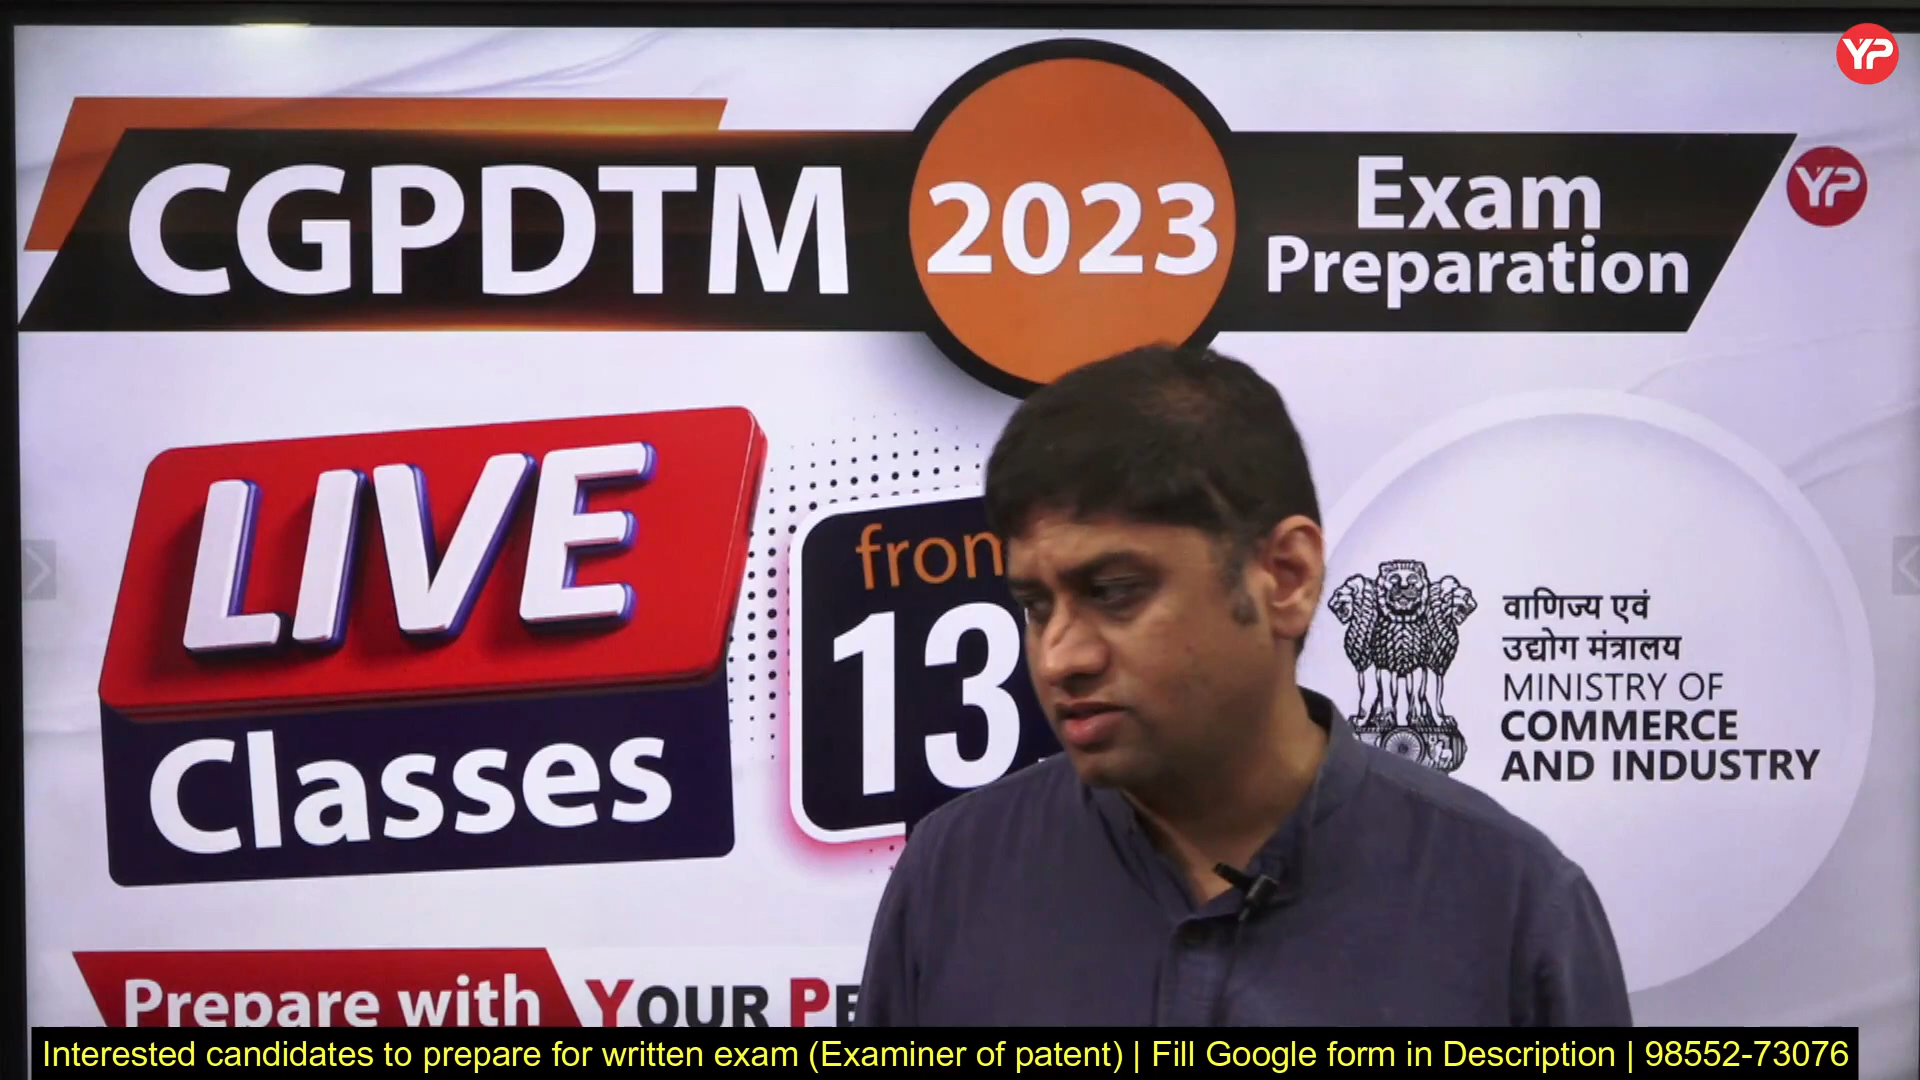 YP
CGPDTM
2023
Exam
Preparation
YP
LIVE
Classes
13
वाणिज्य एवं
उद्योग मंत्रालय
MINISTRY OF
COMMERCE
AND INDUSTRY
Prepare with YOUR
Interested candidates to prepare for written exam (Examiner of patent) | Fill Google form in Description | 98552-73076